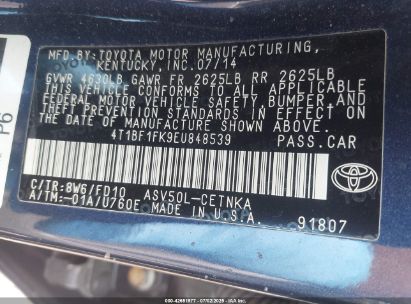 P6
MFD. BY: TOYOTA MOTOR MANUFACTURING,
KENTUCKY, INC. 07/14
GVWR 4630LB GAWR FR 2625LB RR 2625LB
THIS VEHICLE CONFORMS TO ALL APPLICABLE
FEDERAL MOTOR VEHICLE SAFETY, BUMPER, AND
THEFT PREVENTION STANDARDS IN EFFECT ON
THE DATE OF MANUFACTURE SHOWN ABOVE.
4T1BF1FK9EU848539 PASS.CAR
C/TR: 8W6/FD10 ASV50L-CETNKA
A/TM:-01A/U760E MADE IN U.S.A.
TOYOTA
91807